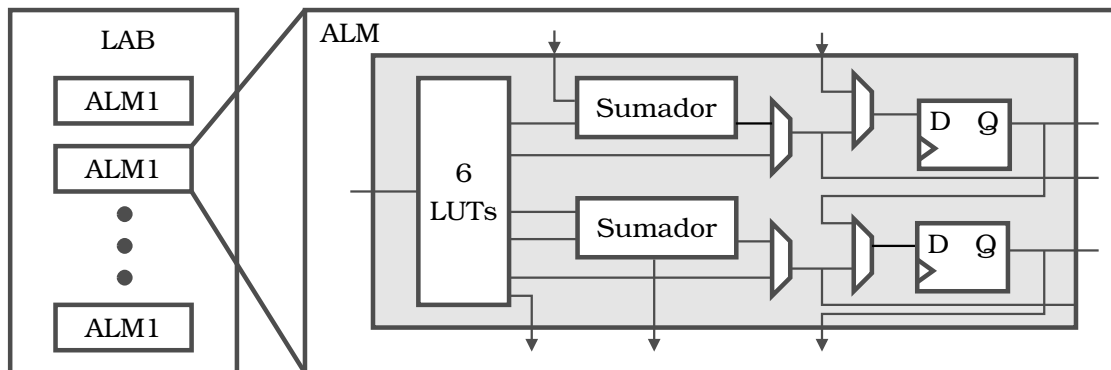 LAB
ALM1
ALM1
ALM1
ALM
6
LUTs
Sumador
Sumador
D Q
D Q